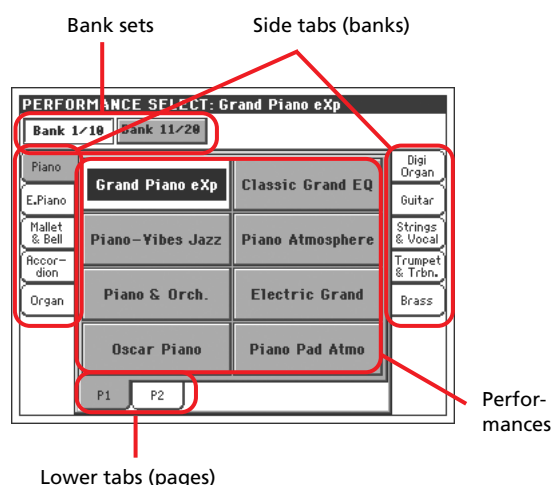 Bank sets
Side tabs (banks)
PERFORMANCE SELECT: Grand Piano eXp
Bank 1/10
Bank 11/20
Piano
E.Piano
Mallet
& Bell
Accor-
dion
Organ
Grand Piano eXp
Classic Grand EQ
Piano-Vibes Jazz
Piano Atmosphere
Piano & Orch.
Electric Grand
Oscar Piano
Piano Pad Atmo
Digi
Organ
Guitar
Strings
& Vocal
Trumpet
& Trbn.
Brass
P1
P2
Perfor-
mances
Lower tabs (pages)